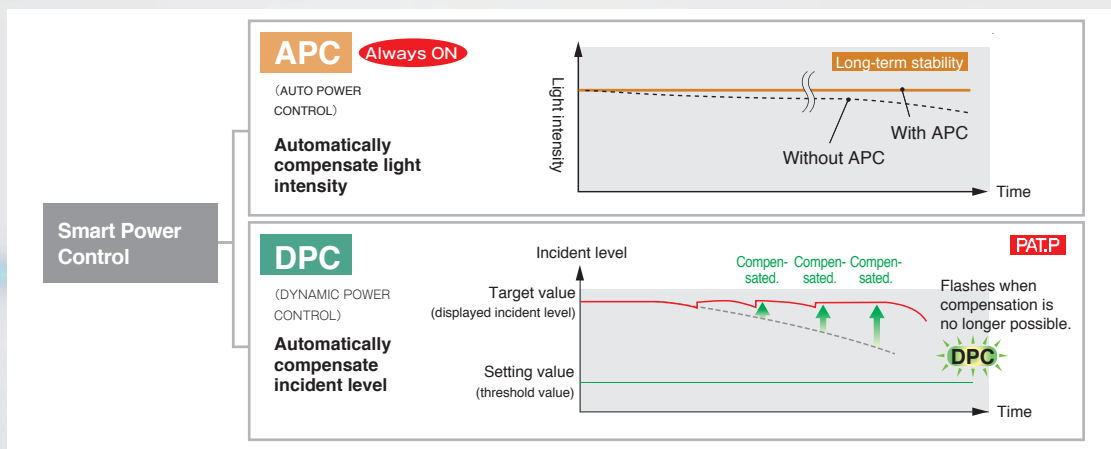 Smart Power
Control
APC
Always ON
(AUTO POWER
CONTROL)
Automatically
compensate light
intensity
Light intensity
Long-term stability
With APC
Without APC
Time
DPC
(DYNAMIC POWER
CONTROL)
Automatically
compensate
incident level
PAT.P
Incident level
Compen-
sated.
Compen-
sated.
Compen-
sated.
Target value
(displayed incident level)
Flashes when
compensation is
no longer possible.
DPC
Setting value
(threshold value)
Time